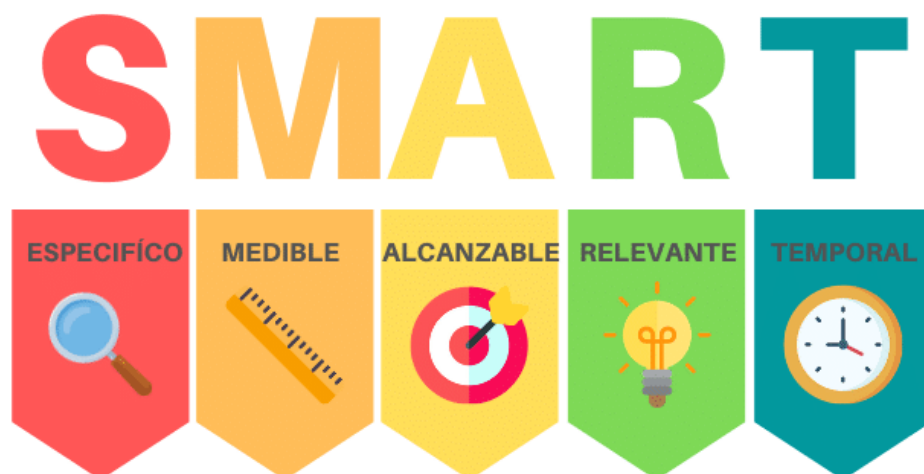 SMART
ESPECIFÍCO
MEDIBLE
ALCANZABLE
RELEVANTE
TEMPORAL